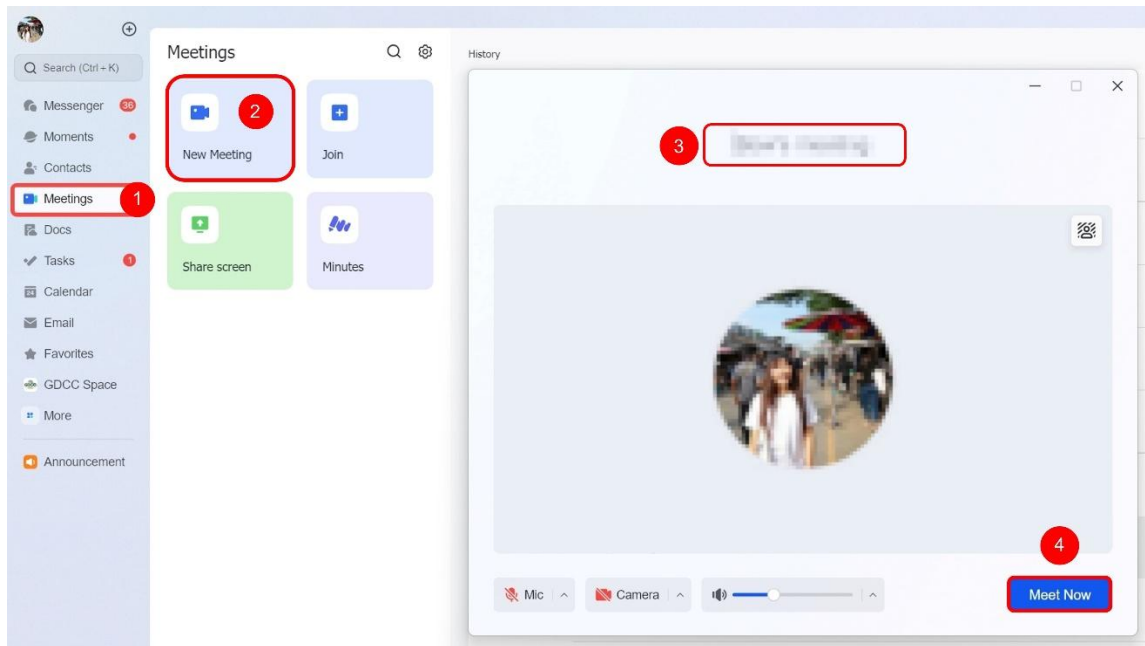 Search (Ctrl + K)
Messenger 36
Moments
Contacts
Meetings 1
Docs
Tasks 1
Calendar
Email
Favorites
GDCC Space
More
Announcement
Meetings
2
New Meeting
Join
Share screen
Minutes
History
3
4
Mic
Camera
Meet Now